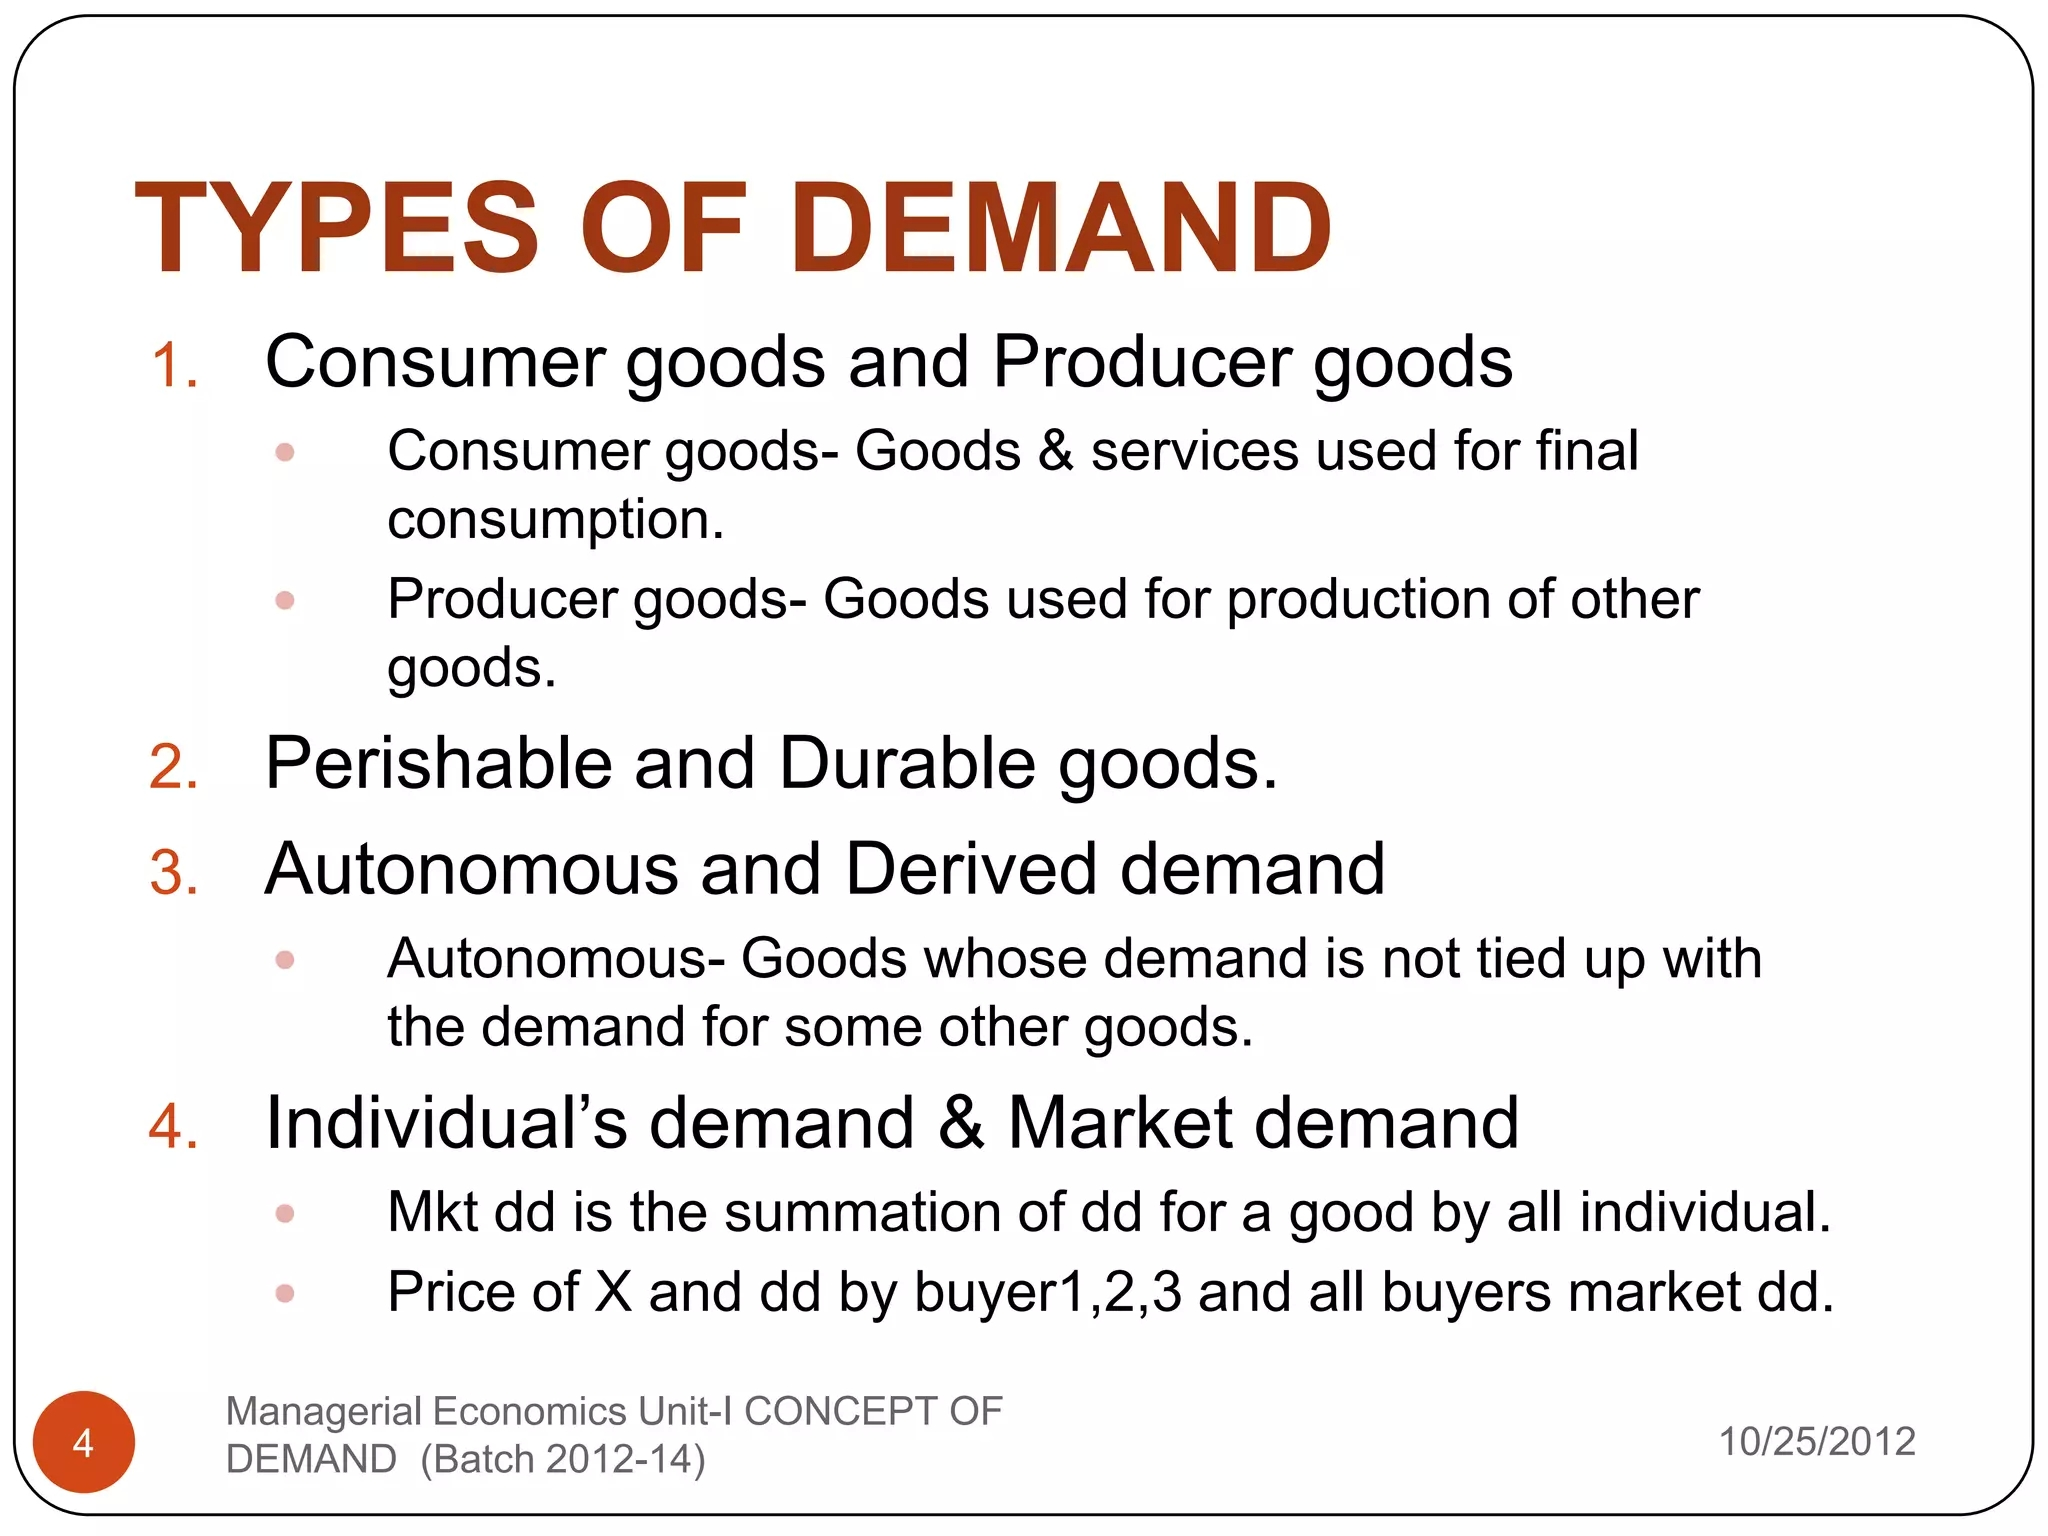 TYPES OF DEMAND
1. Consumer goods and Producer goods
● Consumer goods- Goods & services used for final
consumption.
● Producer goods- Goods used for production of other
goods.
2. Perishable and Durable goods.
3. Autonomous and Derived demand
● Autonomous- Goods whose demand is not tied up with
the demand for some other goods.
4. Individual’s demand & Market demand
● Mkt dd is the summation of dd for a good by all individual.
● Price of X and dd by buyer1,2,3 and all buyers market dd.
4
Managerial Economics Unit-I CONCEPT OF
DEMAND (Batch 2012-14)
10/25/2012